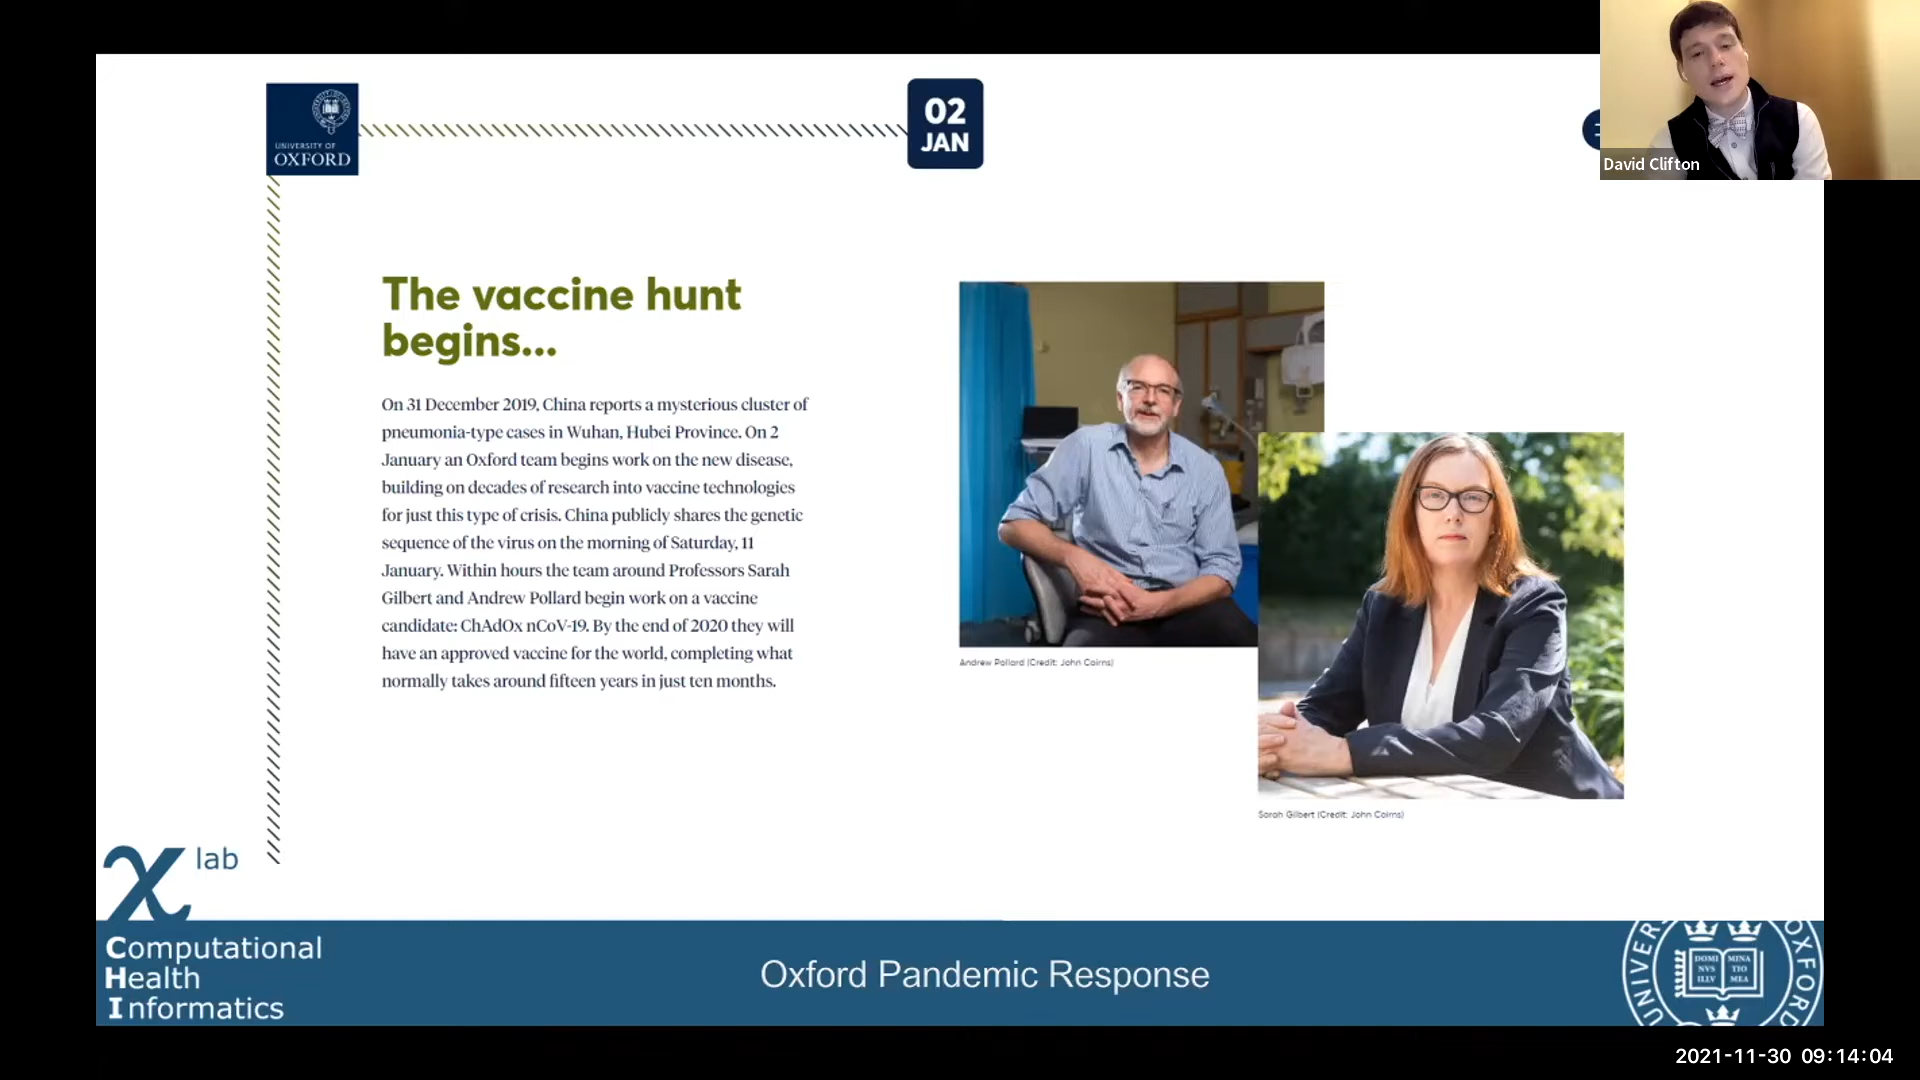 UNIVERSITY OF
OXFORD
02
JAN
David Clifton
The vaccine hunt
begins...
On 31 December 2019, China reports a mysterious cluster of
pneumonia-type cases in Wuhan, Hubei Province. On 2
January an Oxford team begins work on the new disease,
building on decades of research into vaccine technologies
for just this type of crisis. China publicly shares the genetic
sequence of the virus on the morning of Saturday, 11
January. Within hours the team around Professors Sarah
Gilbert and Andrew Pollard begin work on a vaccine
candidate: ChAdOx nCoV-19. By the end of 2020 they will
have an approved vaccine for the world, completing what
normally takes around fifteen years in just ten months.
Andrew Pollard (Credit: John Cairns)
Sarah Gilbert (Credit: John Cairns)
χ lab
Computational
Health
Informatics
Oxford Pandemic Response
UNIVE OXFORD
DOMI MINA
NVS TIO
ILLV MEA
2021-11-30 09:14:04